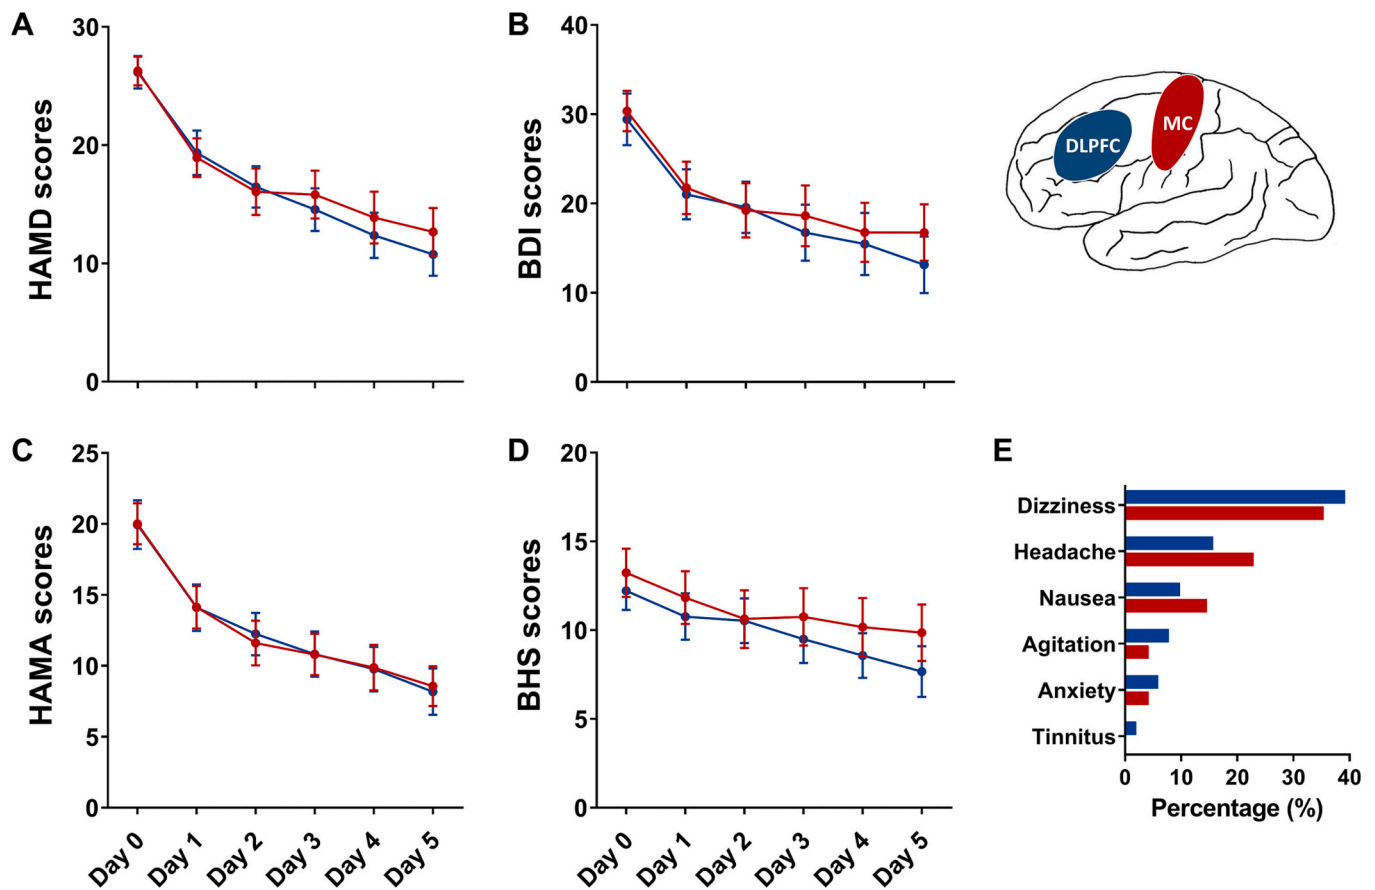 A
HAMD scores
30
20
10
0
B
BDI scores
40
30
20
10
0
DLPFC
MC
C
HAMA scores
25
20
15
10
5
0
Day 0
Day 1
Day 2
Day 3
Day 4
Day 5
D
BHS scores
20
15
10
5
0
Day 0
Day 1
Day 2
Day 3
Day 4
Day 5
E
Dizziness
Headache
Nausea
Agitation
Anxiety
Tinnitus
0 10 20 30 40
Percentage (%)